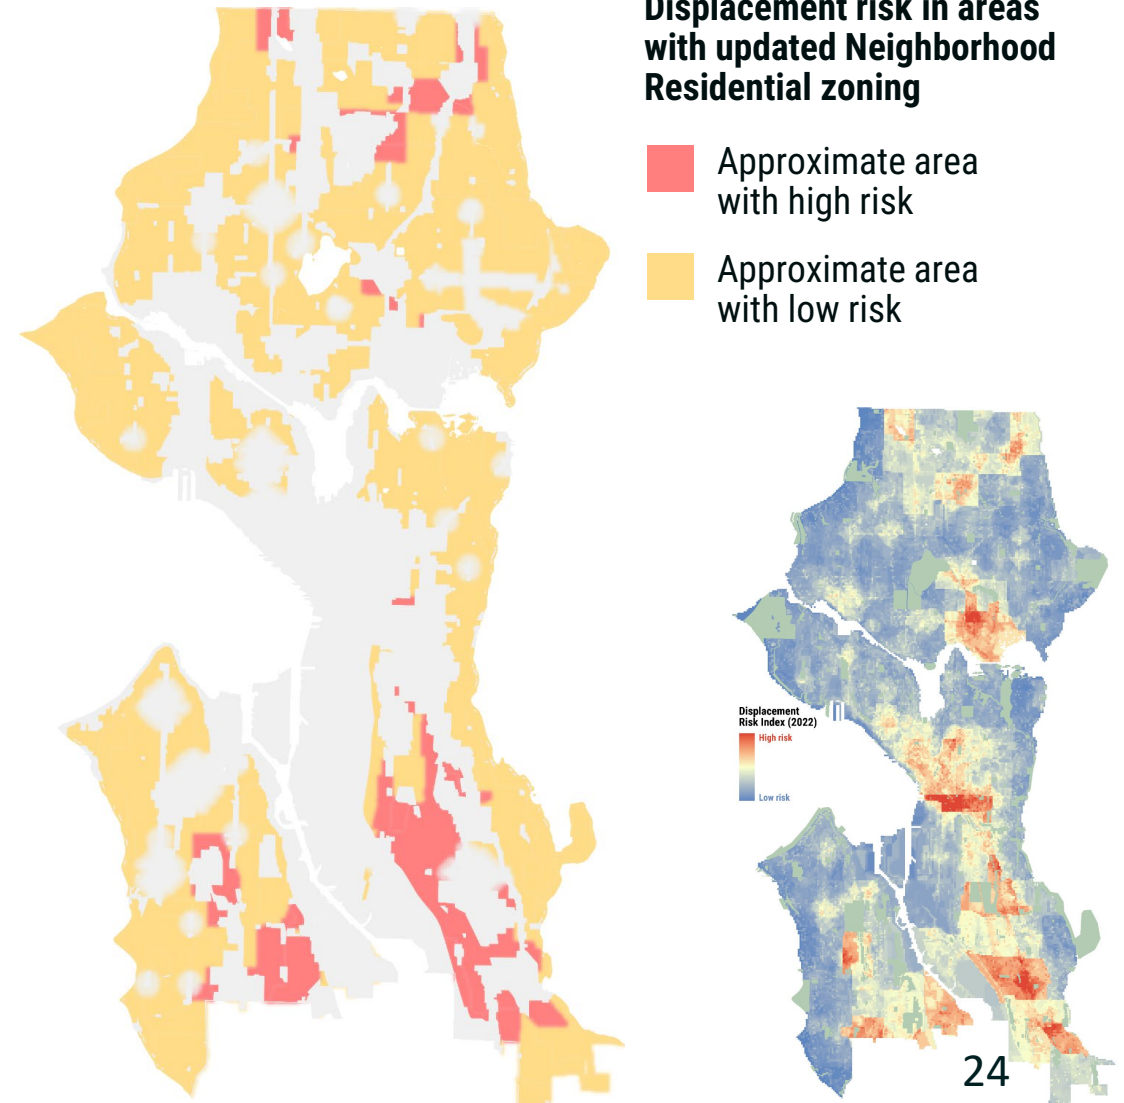 Displacement risk in areas
with updated Neighborhood
Residential zoning
Approximate area
with high risk
Approximate area
with low risk
Displacement
Risk Index (2022)
High risk
Low risk
24